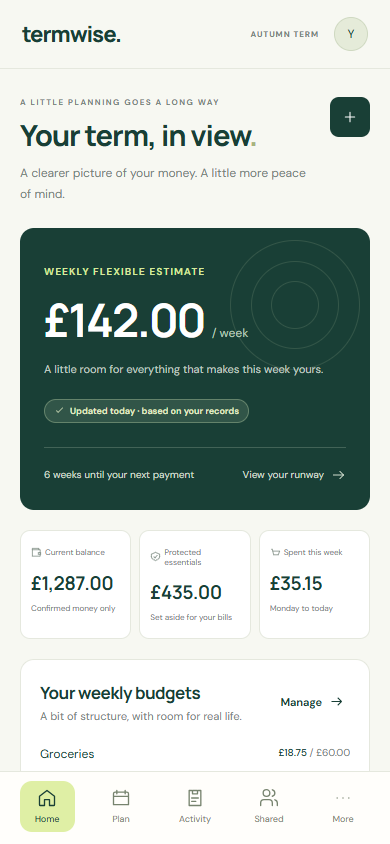 termwise.
AUTUMN TERM
Y
A LITTLE PLANNING GOES A LONG WAY
Your term, in view.
+
A clearer picture of your money. A little more peace
of mind.
WEEKLY FLEXIBLE ESTIMATE
£142.00 / week
A little room for everything that makes this week yours.
Updated today · based on your records
6 weeks until your next payment
View your runway →
Current balance
£1,287.00
Confirmed money only
Protected
essentials
£435.00
Set aside for your bills
Spent this week
£35.15
Monday to today
Your weekly budgets
A bit of structure, with room for real life.
Manage →
Groceries
£18.75 / £60.00
Home
Plan
Activity
Shared
More